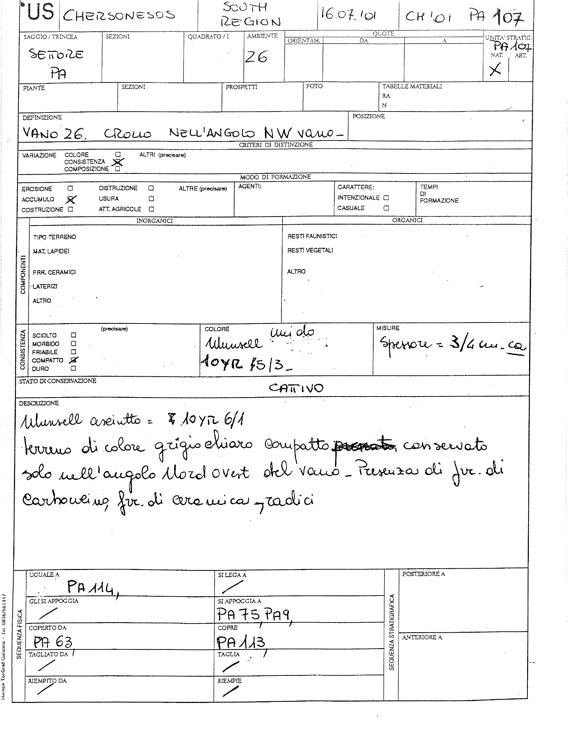 US CHERSONESOS SOUTH REGION 16.07.'01 CH '01 PA 107
SAGGIO / TRINCEA SEZIONI QUADRATO / I AMBIENTE QUOTE UNITA' STRATIG.
ORIENTAM. DA A PA 107
SETTORE PA 26 NAT. ART.
X
PIANTE SEZIONI PROSPETTI FOTO TABELLE MATERIALI
RA
N
DEFINIZIONE POSIZIONE
VANO 26. CROLLO NELL'ANGOLO NW vano
CRITERI DI DISTINZIONE
VARIAZIONE COLORE ☐ ALTRI (precisare)
CONSISTENZA ☒
COMPOSIZIONE ☐
MODO DI FORMAZIONE
EROSIONE ☐ DISTRUZIONE ☐ ALTRE (precisare) AGENTI: CARATTERE: TEMPI
ACCUMULO ☒ USURA ☐ INTENZIONALE ☐ DI
COSTRUZIONE ☐ ATT. AGRICOLE ☐ CASUALE ☐ FORMAZIONE
COMPONENTI
INORGANICI ORGANICI
TIPO TERRENO RESTI FAUNISTICI
MAT. LAPIDEI RESTI VEGETALI
FRR. CERAMICI ALTRO
LATERIZI
ALTRO
CONSISTENZA
(precisare) COLORE MISURE
SCIOLTO ☐
MORBIDO ☐
FRIABILE ☐
COMPATTO ☒
DURO ☐
Munsell umido
10YR /5/3
Spessore = 3/4 cm ca
STATO DI CONSERVAZIONE CATTIVO
DESCRIZIONE
Munsell asciutto = 10YR 6/1
terreno di colore grigio chiaro compatto conservato
solo nell'angolo Nord ovest del vano - Presenza di fr. di
carboncino, fr. di ceramica, radici
SEQUENZA FISICA
UGUALE A PA 114, SI LEGA A /
GLI SI APPOGGIA / SI APPOGGIA A PA 75, PA9,
COPERTO DA PA 63 COPRE PA 113
TAGLIATO DA / TAGLIA /
RIEMPITO DA / RIEMPIE /
SEQUENZA STRATIGRAFICA
POSTERIORE A
ANTERIORE A